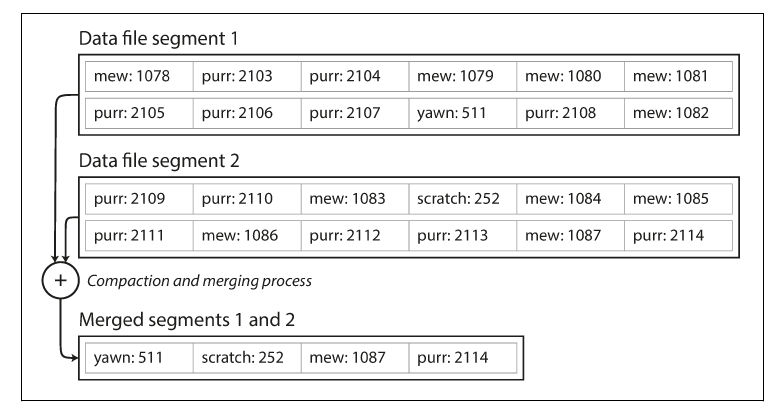 Data file segment 1
mew: 1078 purr: 2103 purr: 2104 mew: 1079 mew: 1080 mew: 1081
purr: 2105 purr: 2106 purr: 2107 yawn: 511 purr: 2108 mew: 1082
Data file segment 2
purr: 2109 purr: 2110 mew: 1083 scratch: 252 mew: 1084 mew: 1085
purr: 2111 mew: 1086 purr: 2112 purr: 2113 mew: 1087 purr: 2114
+ Compaction and merging process
Merged segments 1 and 2
yawn: 511 scratch: 252 mew: 1087 purr: 2114